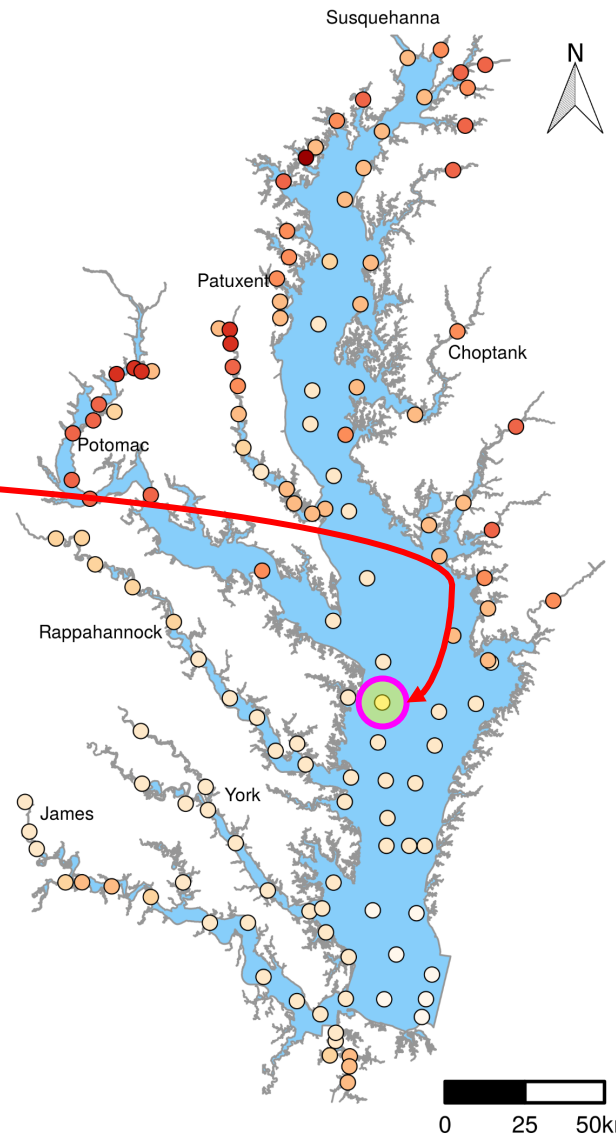 Susquehanna
N
Patuxent
Choptank
Potomac
Rappahannock
York
James
0 25 50k